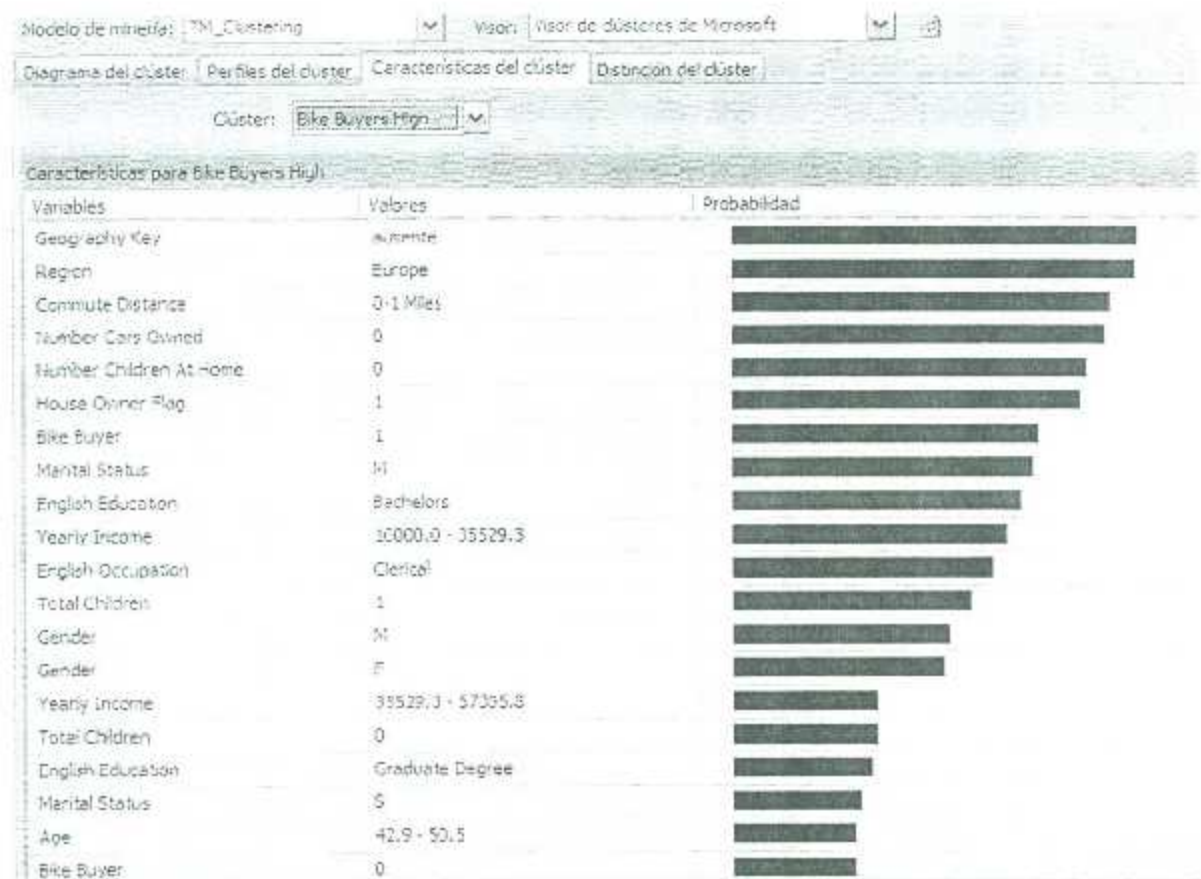 Modelo de minería: TM_Clustering Visor: Visor de clústeres de Microsoft
Diagrama del clúster Perfiles del clúster Características del clúster Distinción del clúster
Clúster: Bike Buyers High
Características para Bike Buyers High
Variables Valores Probabilidad
Geography Key ausente
Region Europe
Commute Distance 0-1 Miles
Number Cars Owned 0
Number Children At Home 0
House Owner Flag 1
Bike Buyer 1
Marital Status M
English Education Bachelors
Yearly Income 10000.0 - 35529.3
English Occupation Clerical
Total Children 1
Gender M
Gender F
Yearly Income 35529.3 - 57335.8
Total Children 0
English Education Graduate Degree
Marital Status S
Age 42.9 - 50.5
Bike Buyer 0